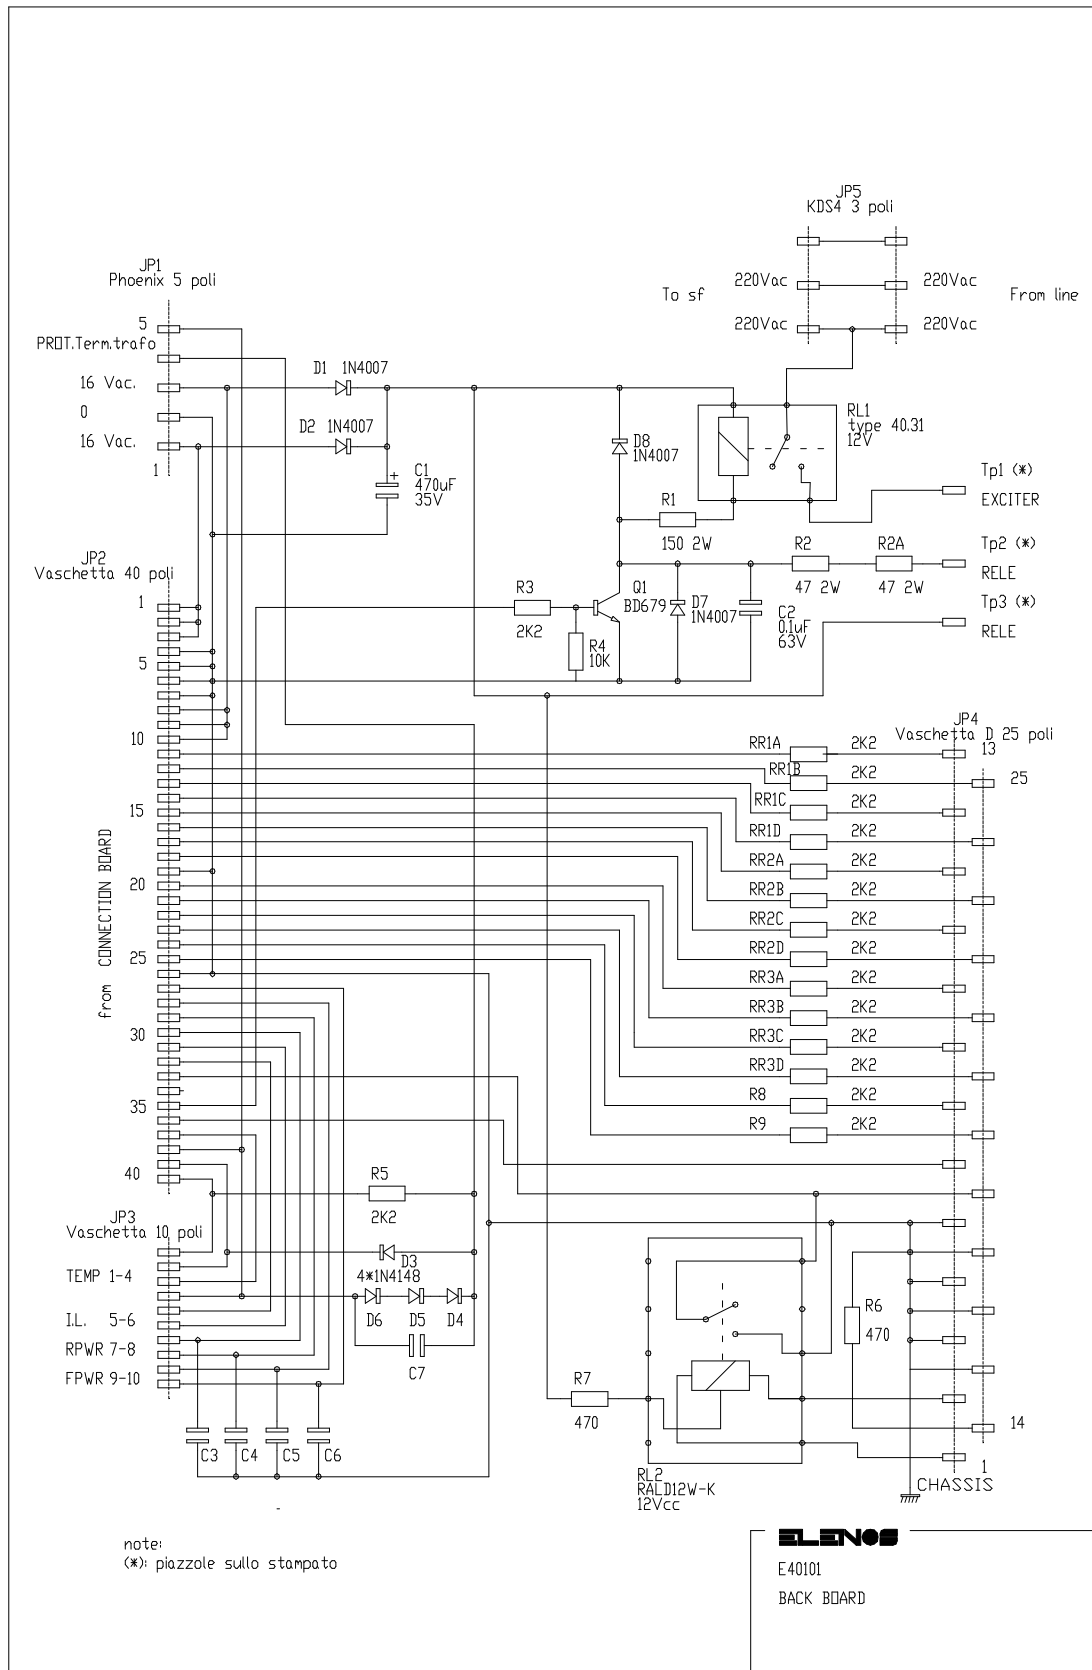 JP5
KDS4 3 poli
To sf
220Vac
220Vac
From line
220Vac
220Vac
JP1
Phoenix 5 poli
5
PROT.Term.trafo
16 Vac.
0
16 Vac.
1
D1 1N4007
D2 1N4007
+
C1
470uF
35V
D8
1N4007
RL1
type 40.31
12V
R1
150 2W
Tp1 (*)
EXCITER
R2
47 2W
R2A
47 2W
Tp2 (*)
RELE
Tp3 (*)
RELE
R3
2K2
Q1
BD679
D7
1N4007
C2
0.1uF
63V
R4
10K
JP2
Vaschetta 40 poli
1
5
10
15
20
25
30
35
40
from CONNECTION BOARD
JP4
Vaschetta D 25 poli
13
25
RR1A 2K2
RR1B 2K2
RR1C 2K2
RR1D 2K2
RR2A 2K2
RR2B 2K2
RR2C 2K2
RR2D 2K2
RR3A 2K2
RR3B 2K2
RR3C 2K2
RR3D 2K2
R8 2K2
R9 2K2
R5
2K2
JP3
Vaschetta 10 poli
TEMP 1-4
I.L. 5-6
RPWR 7-8
FPWR 9-10
D3
4*1N4148
D6
D5
D4
C7
R6
470
R7
470
14
1
C3
C4
C5
C6
RL2
RALD12W-K
12Vcc
CHASSIS
note:
(*): piazzole sullo stampato
ELENOS
E40101
BACK BOARD